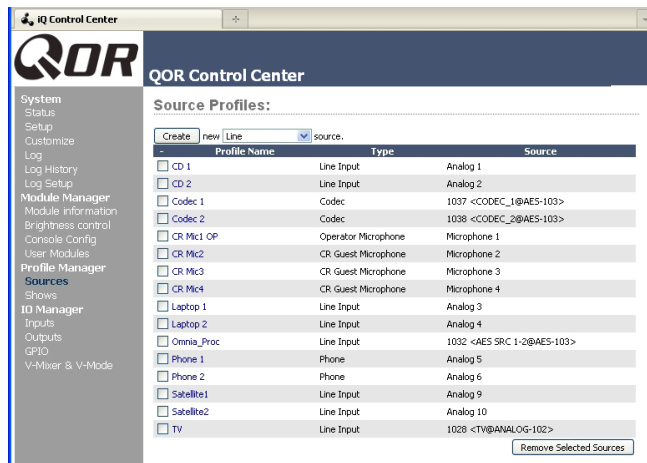 iQ Control Center
QOR
QOR Control Center
System
Status
Setup
Customize
Log
Log History
Log Setup
Module Manager
Module information
Brightness control
Console Config
User Modules
Profile Manager
Sources
Shows
IO Manager
Inputs
Outputs
GPIO
V-Mixer & V-Mode
Source Profiles:
Create new Line source.
- Profile Name Type Source
CD 1 Line Input Analog 1
CD 2 Line Input Analog 2
Codec 1 Codec 1037 <CODEC_1@AES-103>
Codec 2 Codec 1038 <CODEC_2@AES-103>
CR Mic1 OP Operator Microphone Microphone 1
CR Mic2 CR Guest Microphone Microphone 2
CR Mic3 CR Guest Microphone Microphone 3
CR Mic4 CR Guest Microphone Microphone 4
Laptop 1 Line Input Analog 3
Laptop 2 Line Input Analog 4
Omnia_Proc Line Input 1032 <AES SRC 1-2@AES-103>
Phone 1 Phone Analog 5
Phone 2 Phone Analog 6
Satellite1 Line Input Analog 9
Satellite2 Line Input Analog 10
TV Line Input 1028 <TV@ANALOG-102>
Remove Selected Sources